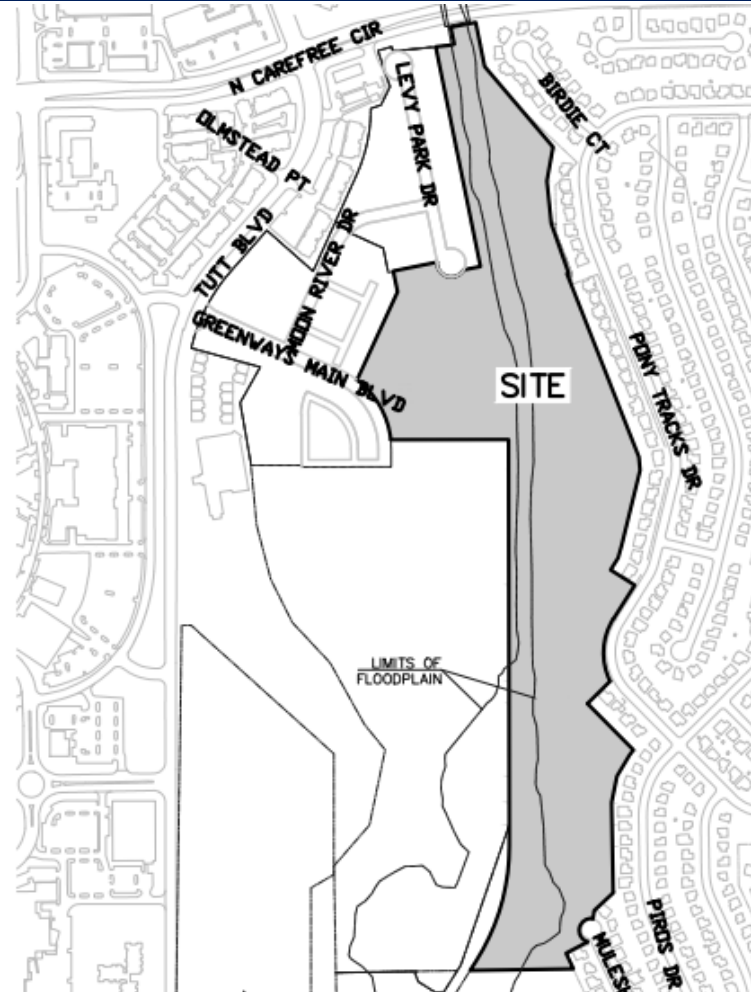 N CAREFREE CIR
LEVY PARK DR
BIRDIE CT
OLMSTEAD PT
TUTT BLVD
MOON RIVER DR
GREENWAYS MAIN BLVD
SITE
PONY TRACKS DR
LIMITS OF
FLOODPLAIN
PIROS DR
MULESH